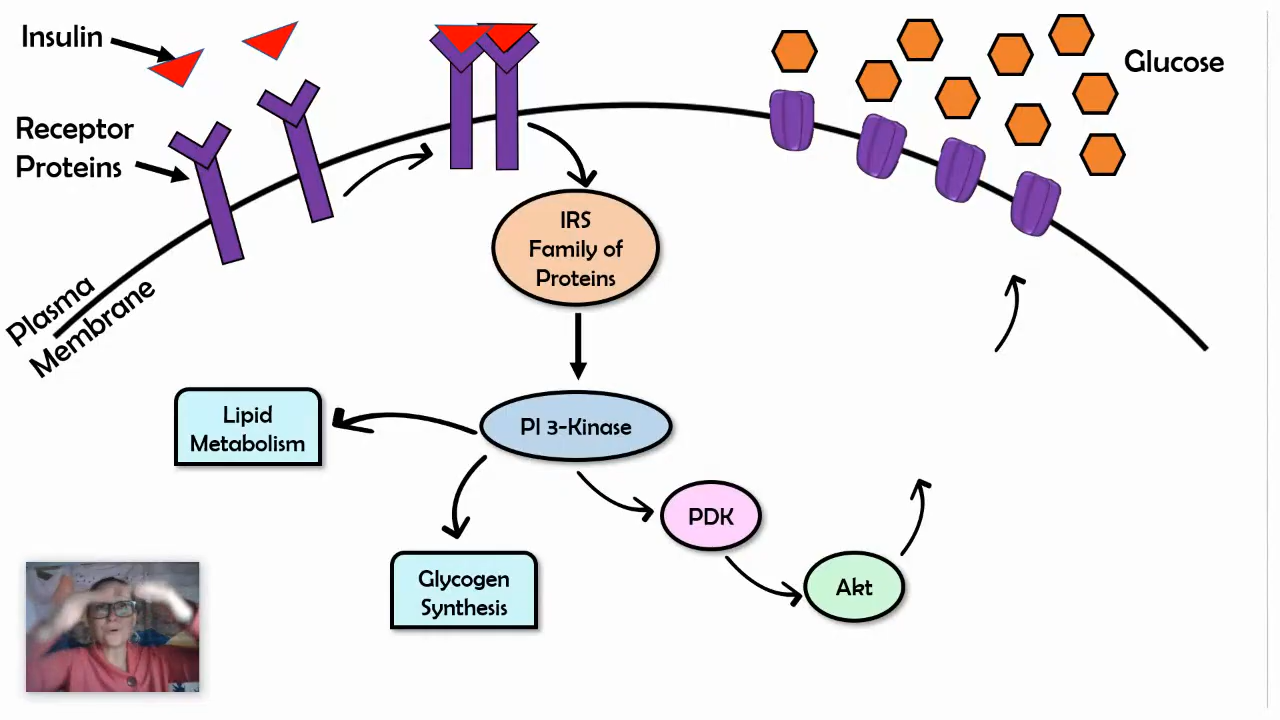 Insulin
Glucose
Receptor
Proteins
IRS
Family of
Proteins
Plasma
Membrane
Lipid
Metabolism
PI 3-Kinase
PDK
Glycogen
Synthesis
Akt